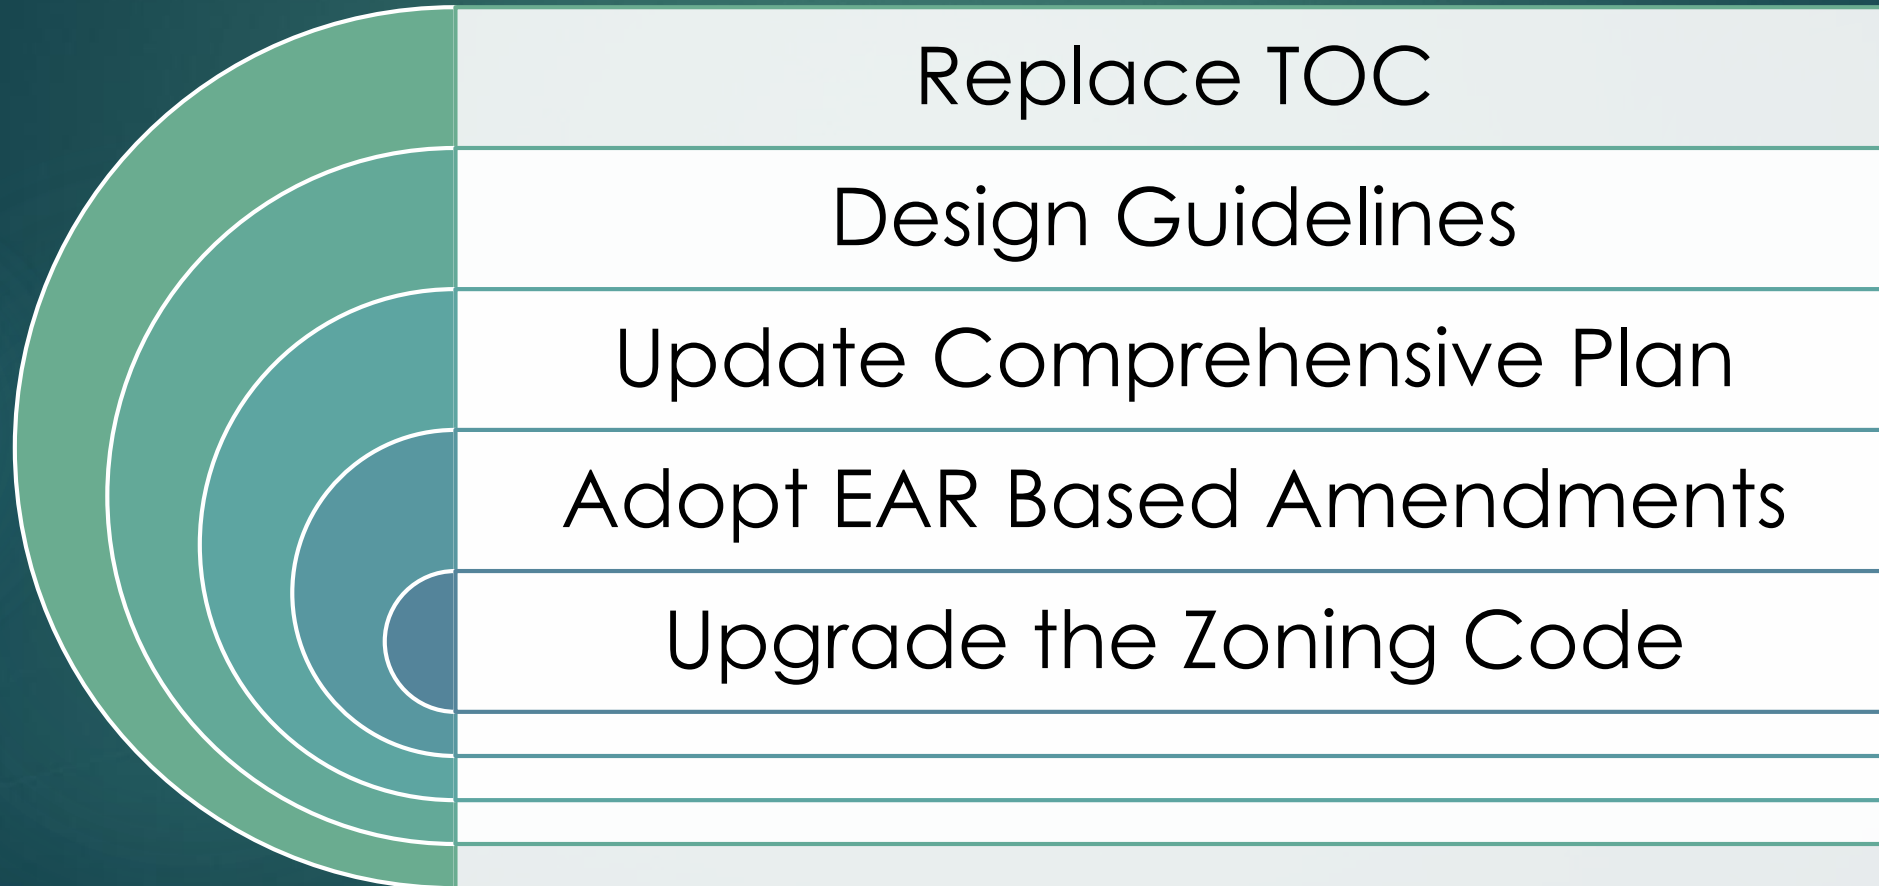 Replace TOC
Design Guidelines
Update Comprehensive Plan
Adopt EAR Based Amendments
Upgrade the Zoning Code